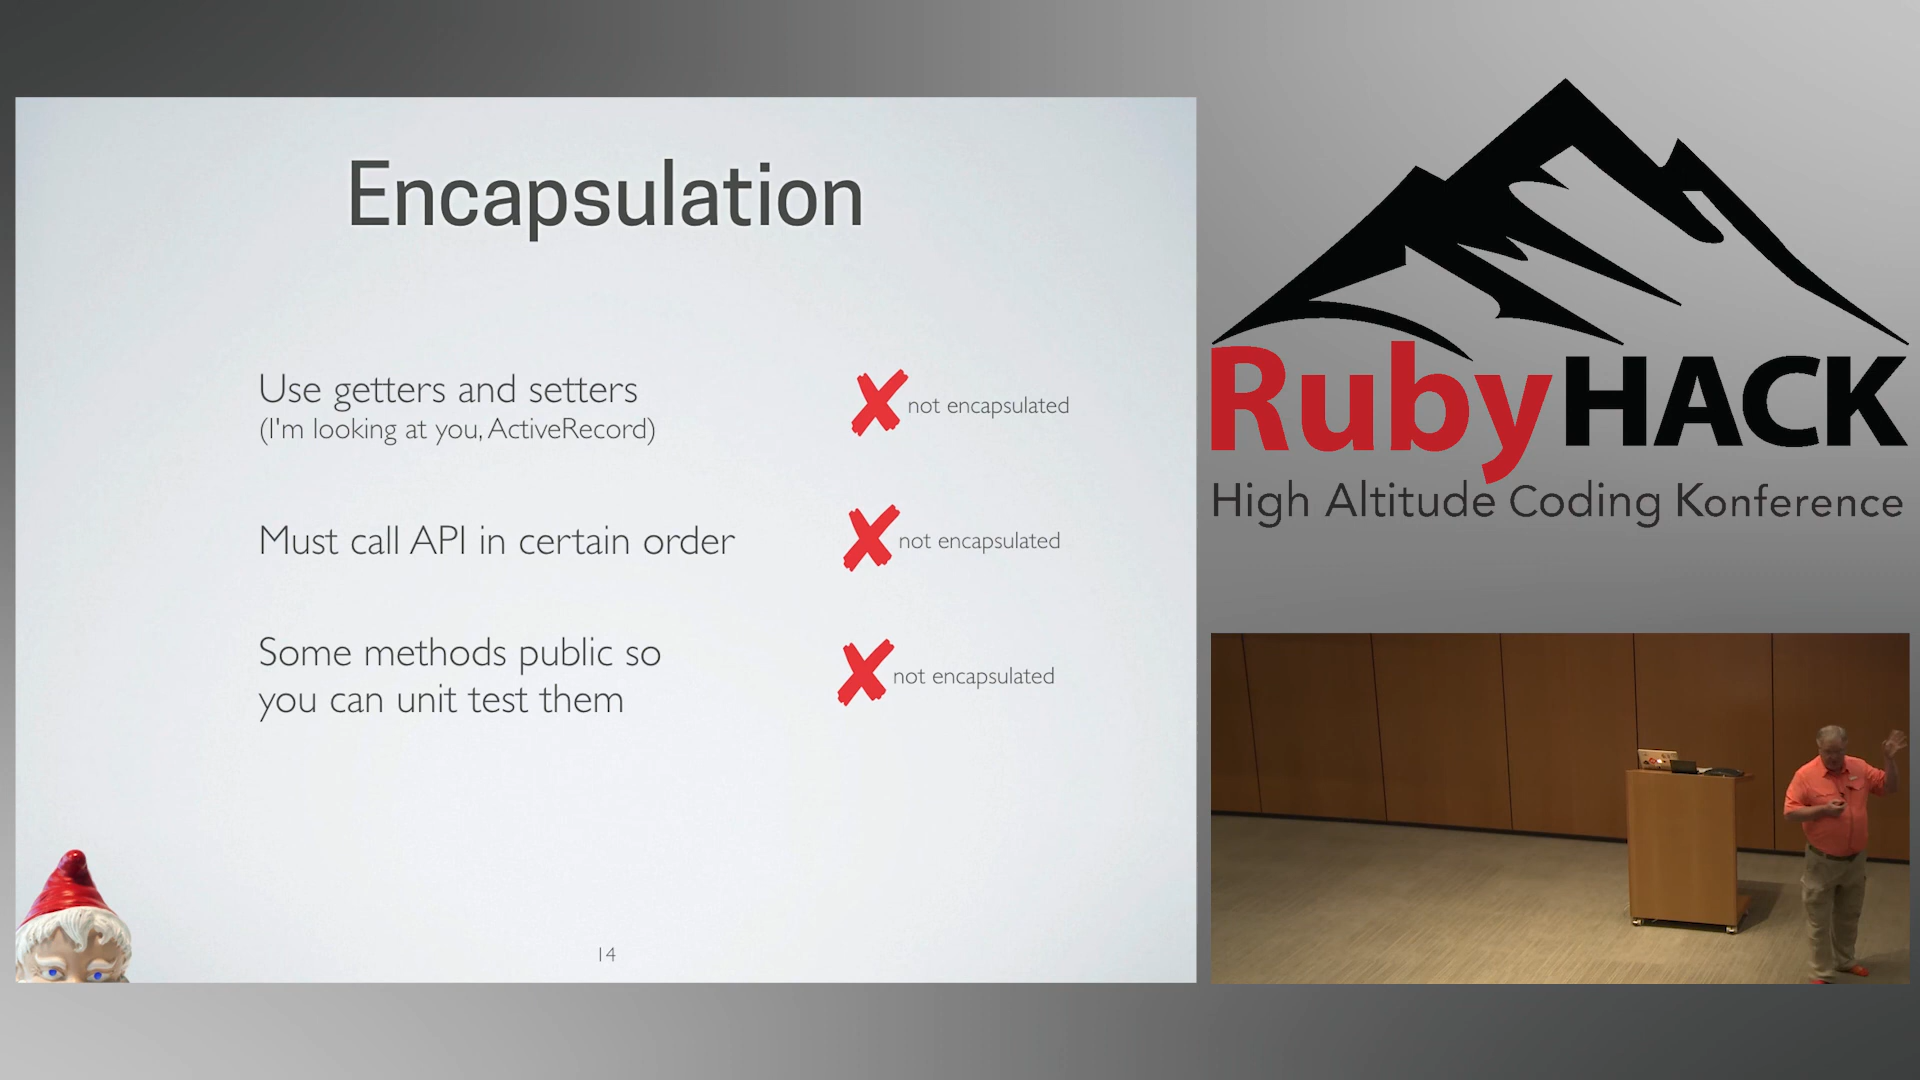 Encapsulation
Use getters and setters
(I'm looking at you, ActiveRecord)
not encapsulated
Must call API in certain order
not encapsulated
Some methods public so
you can unit test them
not encapsulated
14
RubyHACK
High Altitude Coding Konference